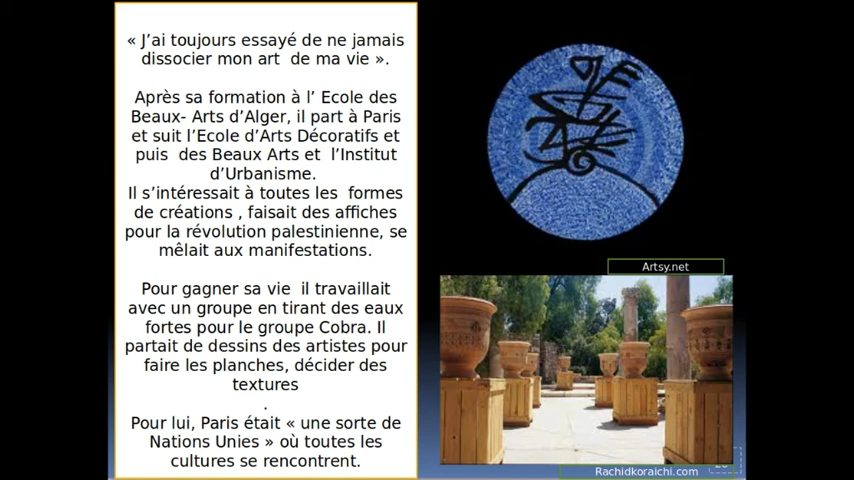 « J’ai toujours essayé de ne jamais
dissocier mon art  de ma vie ».
Après sa formation à l’ Ecole des
Beaux- Arts d’Alger, il part à Paris
et suit l’Ecole d’Arts Décoratifs et
puis  des Beaux Arts et  l’Institut
d’Urbanisme.
Il s’intéressait à toutes les  formes
de créations , faisait des affiches
pour la révolution palestinienne, se
mêlait aux manifestations.
Pour gagner sa vie  il travaillait
avec un groupe en tirant des eaux
fortes pour le groupe Cobra. Il
partait de dessins des artistes pour
faire les planches, décider des
textures
.
Pour lui, Paris était « une sorte de
Nations Unies » où toutes les
cultures se rencontrent.
Artsy.net
Rachidkoraichi.com